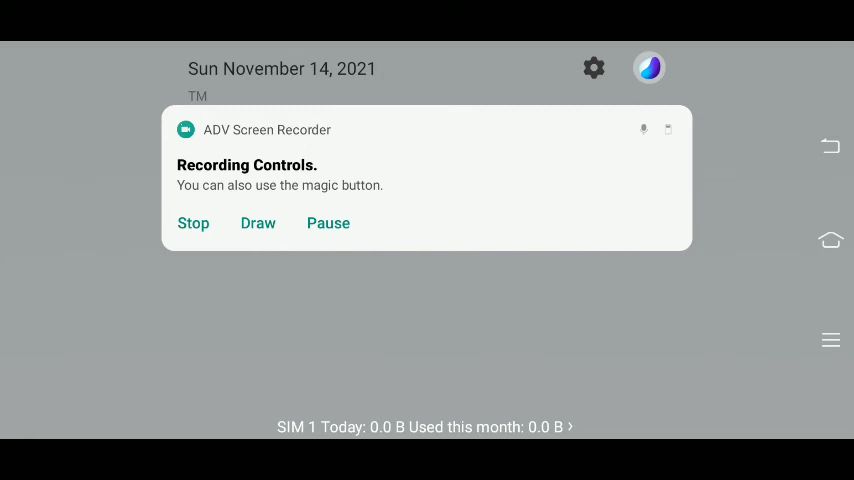 Sun November 14, 2021
TM
ADV Screen Recorder
Recording Controls.
You can also use the magic button.
Stop Draw Pause
SIM 1 Today: 0.0 B Used this month: 0.0 B ›